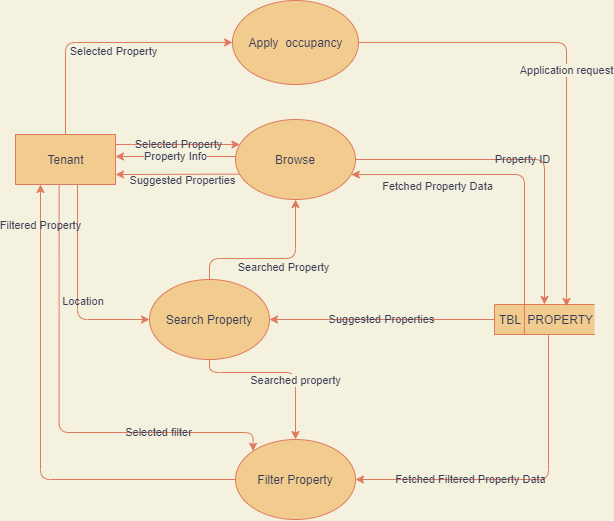 Apply occupancy
Selected Property
Application request
Selected Property
Property Info
Suggested Properties
Tenant
Browse
Property ID
Fetched Property Data
Filtered Property
Searched Property
Location
Search Property
Suggested Properties
TBL PROPERTY
Searched property
Selected filter
Filter Property
Fetched Filtered Property Data